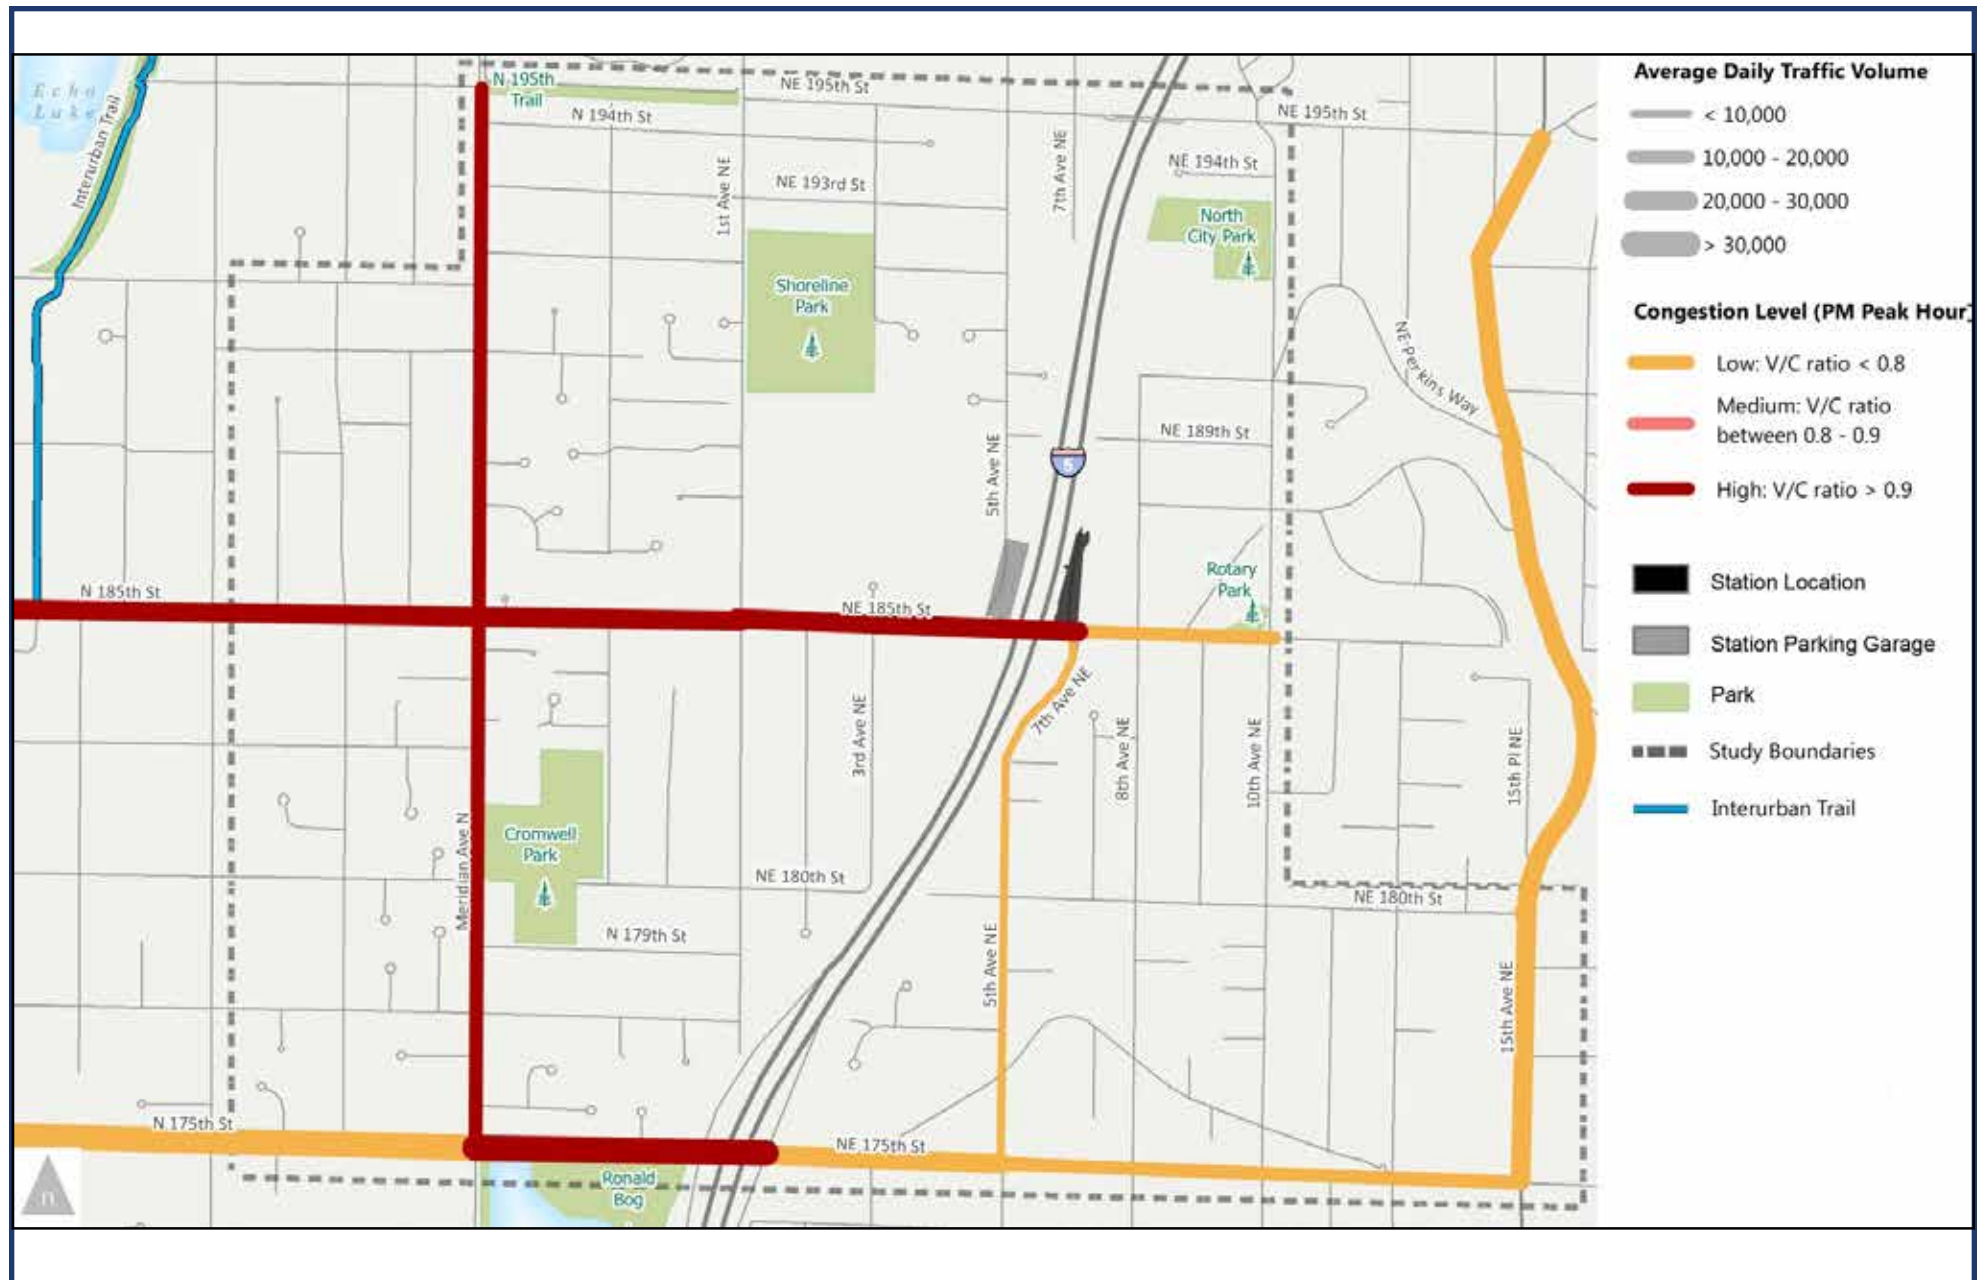 Echo
Lake
Interurban Trail
N 195th
Trail
NE 195th St
N 194th St
NE 195th St
7th Ave NE
NE 194th St
1st Ave NE
NE 193rd St
North
City Park
Shoreline
Park
NE Perkins Way
NE 189th St
5th Ave NE
5
Rotary
Park
N 185th St
NE 185th St
7th Ave NE
3rd Ave NE
8th Ave NE
10th Ave NE
15th Pl NE
Meridian Ave N
Cromwell
Park
NE 180th St
NE 180th St
N 179th St
5th Ave NE
15th Ave NE
N 175th St
NE 175th St
Ronald
Bog
n
Average Daily Traffic Volume
< 10,000
10,000 - 20,000
20,000 - 30,000
> 30,000
Congestion Level (PM Peak Hour)
Low: V/C ratio < 0.8
Medium: V/C ratio
between 0.8 - 0.9
High: V/C ratio > 0.9
Station Location
Station Parking Garage
Park
Study Boundaries
Interurban Trail